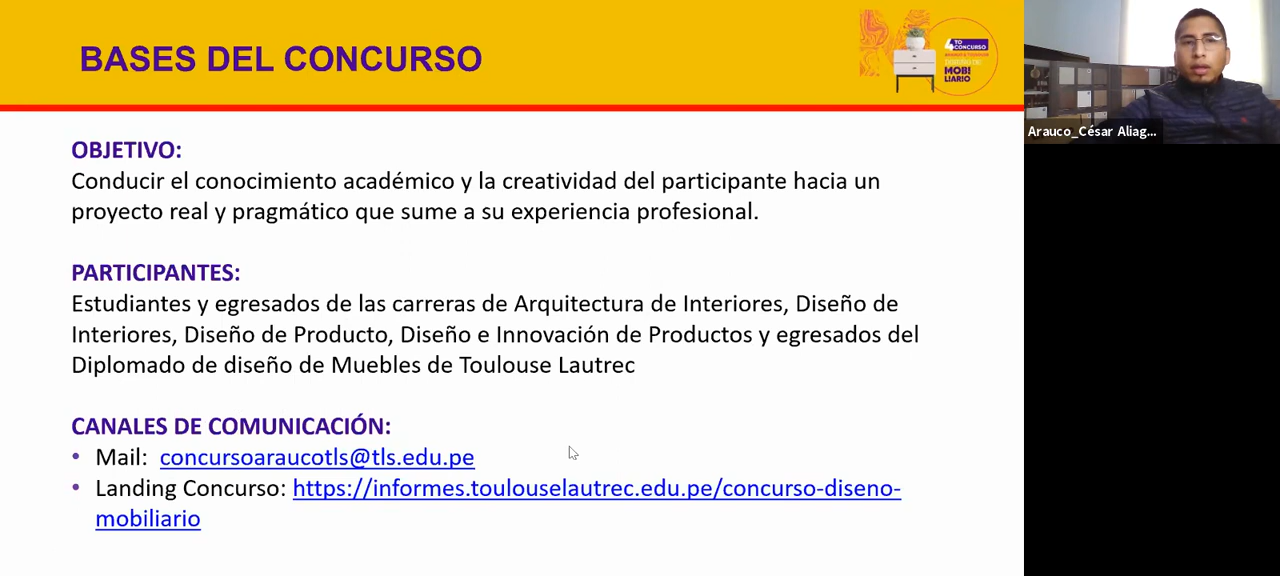 BASES DEL CONCURSO
4TO
CONCURSO
DISEÑO DE
MOBI
LIARIO
Arauco_César Aliag...
OBJETIVO:
Conducir el conocimiento académico y la creatividad del participante hacia un
proyecto real y pragmático que sume a su experiencia profesional.
PARTICIPANTES:
Estudiantes y egresados de las carreras de Arquitectura de Interiores, Diseño de
Interiores, Diseño de Producto, Diseño e Innovación de Productos y egresados del
Diplomado de diseño de Muebles de Toulouse Lautrec
CANALES DE COMUNICACIÓN:
• Mail: concursoaraucotls@tls.edu.pe
• Landing Concurso: https://informes.toulouselautrec.edu.pe/concurso-diseno-
mobiliario